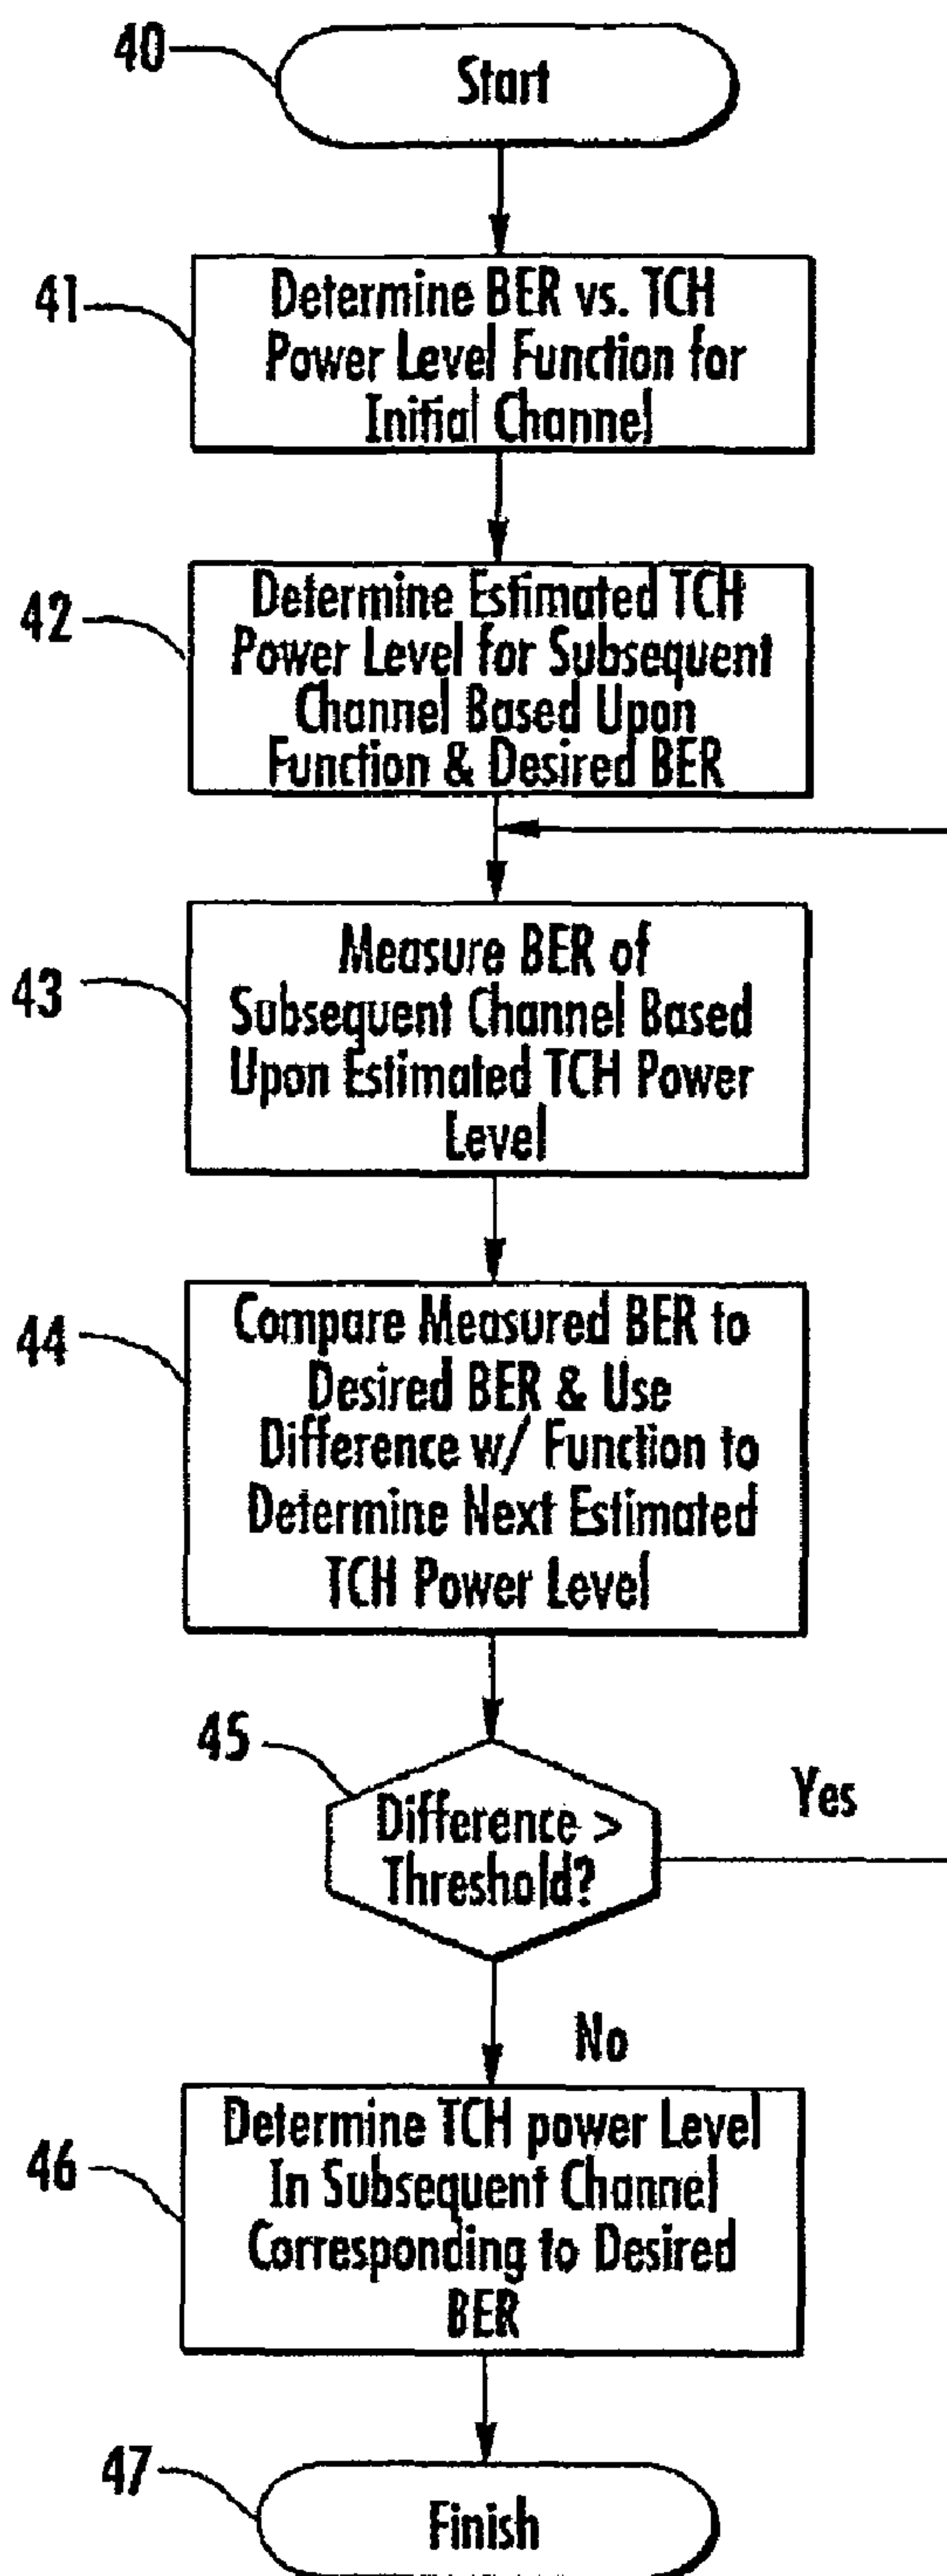 40
Start
41
Determine BER vs. TCH
Power Level Function for
Initial Channel
42
Determine Estimated TCH
Power Level for Subsequent
Channel Based Upon
Function & Desired BER
43
Measure BER of
Subsequent Channel Based
Upon Estimated TCH Power
Level
44
Compare Measured BER to
Desired BER & Use
Difference w/ Function to
Determine Next Estimated
TCH Power Level
45
Difference >
Threshold?
Yes
No
46
Determine TCH power Level
In Subsequent Channel
Corresponding to Desired
BER
47
Finish